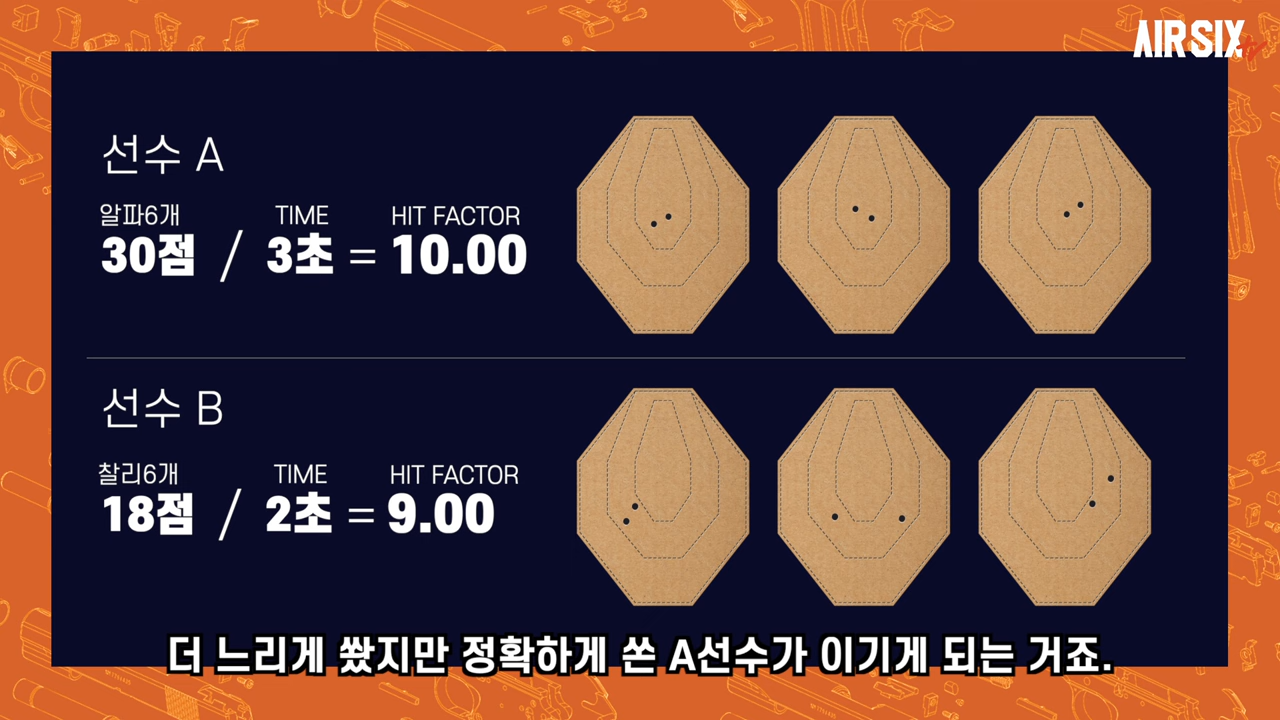 AIRSIX
선수 A
알파6개 TIME HIT FACTOR
30점 / 3초 = 10.00
선수 B
찰리6개 TIME HIT FACTOR
18점 / 2초 = 9.00
더 느리게 쐈지만 정확하게 쏜 A선수가 이기게 되는 거죠.